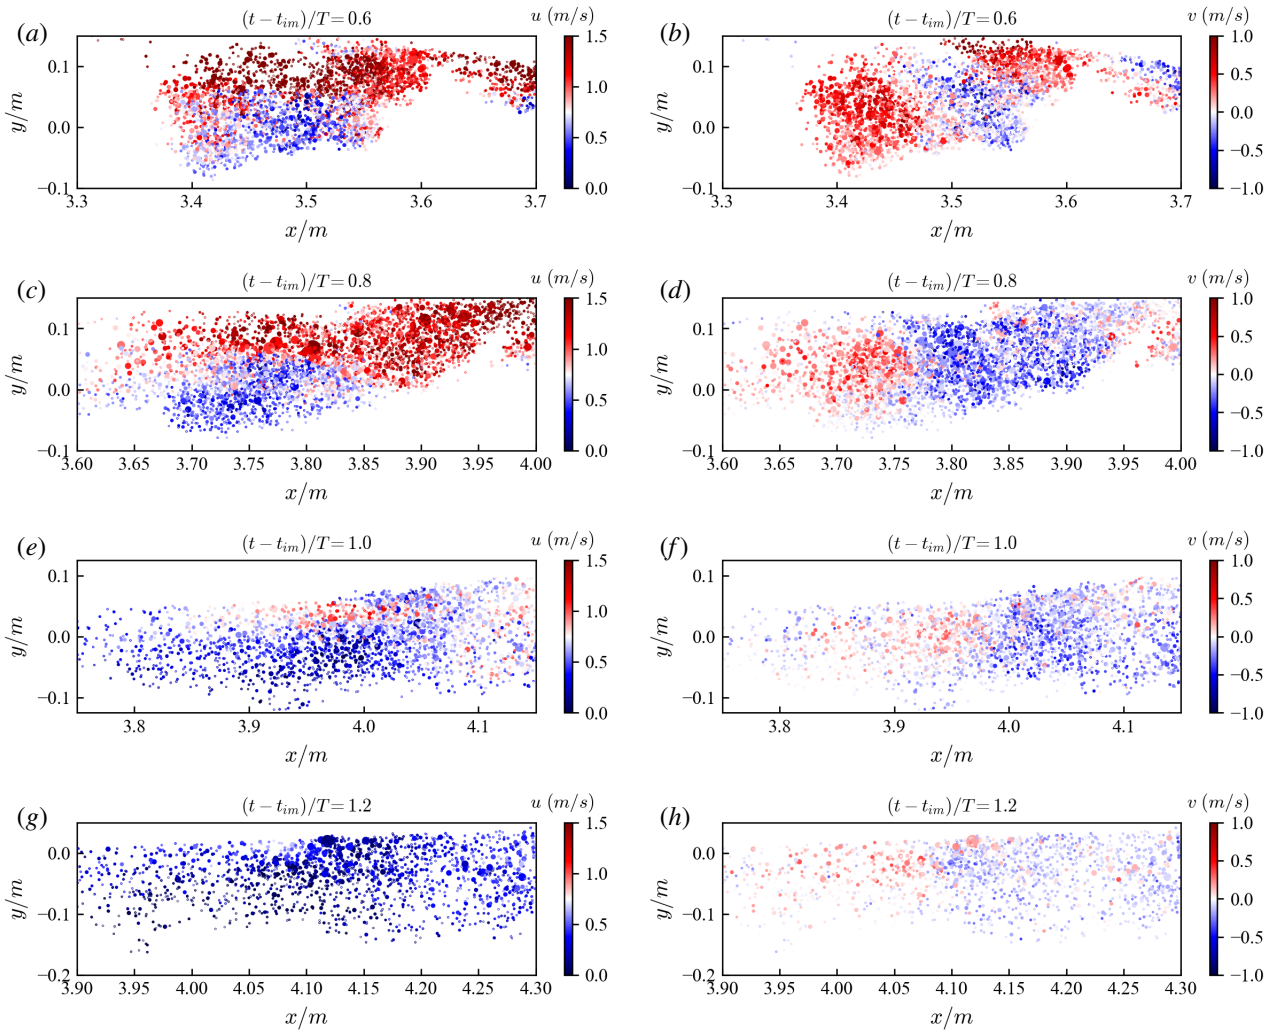 (a)
(t − t_im)/T = 0.6
u (m/s)
0.1
0.0
−0.1
y/m
3.3 3.4 3.5 3.6 3.7
x/m
1.5
1.0
0.5
0.0
(b)
(t − t_im)/T = 0.6
v (m/s)
0.1
0.0
−0.1
y/m
3.3 3.4 3.5 3.6 3.7
x/m
1.0
0.5
0.0
−0.5
−1.0
(c)
(t − t_im)/T = 0.8
u (m/s)
0.1
0.0
−0.1
y/m
3.60 3.65 3.70 3.75 3.80 3.85 3.90 3.95 4.00
x/m
1.5
1.0
0.5
0.0
(d)
(t − t_im)/T = 0.8
v (m/s)
0.1
0.0
−0.1
y/m
3.60 3.65 3.70 3.75 3.80 3.85 3.90 3.95 4.00
x/m
1.0
0.5
0.0
−0.5
−1.0
(e)
(t − t_im)/T = 1.0
u (m/s)
0.1
0.0
−0.1
y/m
3.8 3.9 4.0 4.1
x/m
1.5
1.0
0.5
0.0
(f)
(t − t_im)/T = 1.0
v (m/s)
0.1
0.0
−0.1
y/m
3.8 3.9 4.0 4.1
x/m
1.0
0.5
0.0
−0.5
−1.0
(g)
(t − t_im)/T = 1.2
u (m/s)
0.0
−0.1
−0.2
y/m
3.90 3.95 4.00 4.05 4.10 4.15 4.20 4.25 4.30
x/m
1.5
1.0
0.5
0.0
(h)
(t − t_im)/T = 1.2
v (m/s)
0.0
−0.1
−0.2
y/m
3.90 3.95 4.00 4.05 4.10 4.15 4.20 4.25 4.30
x/m
1.0
0.5
0.0
−0.5
−1.0